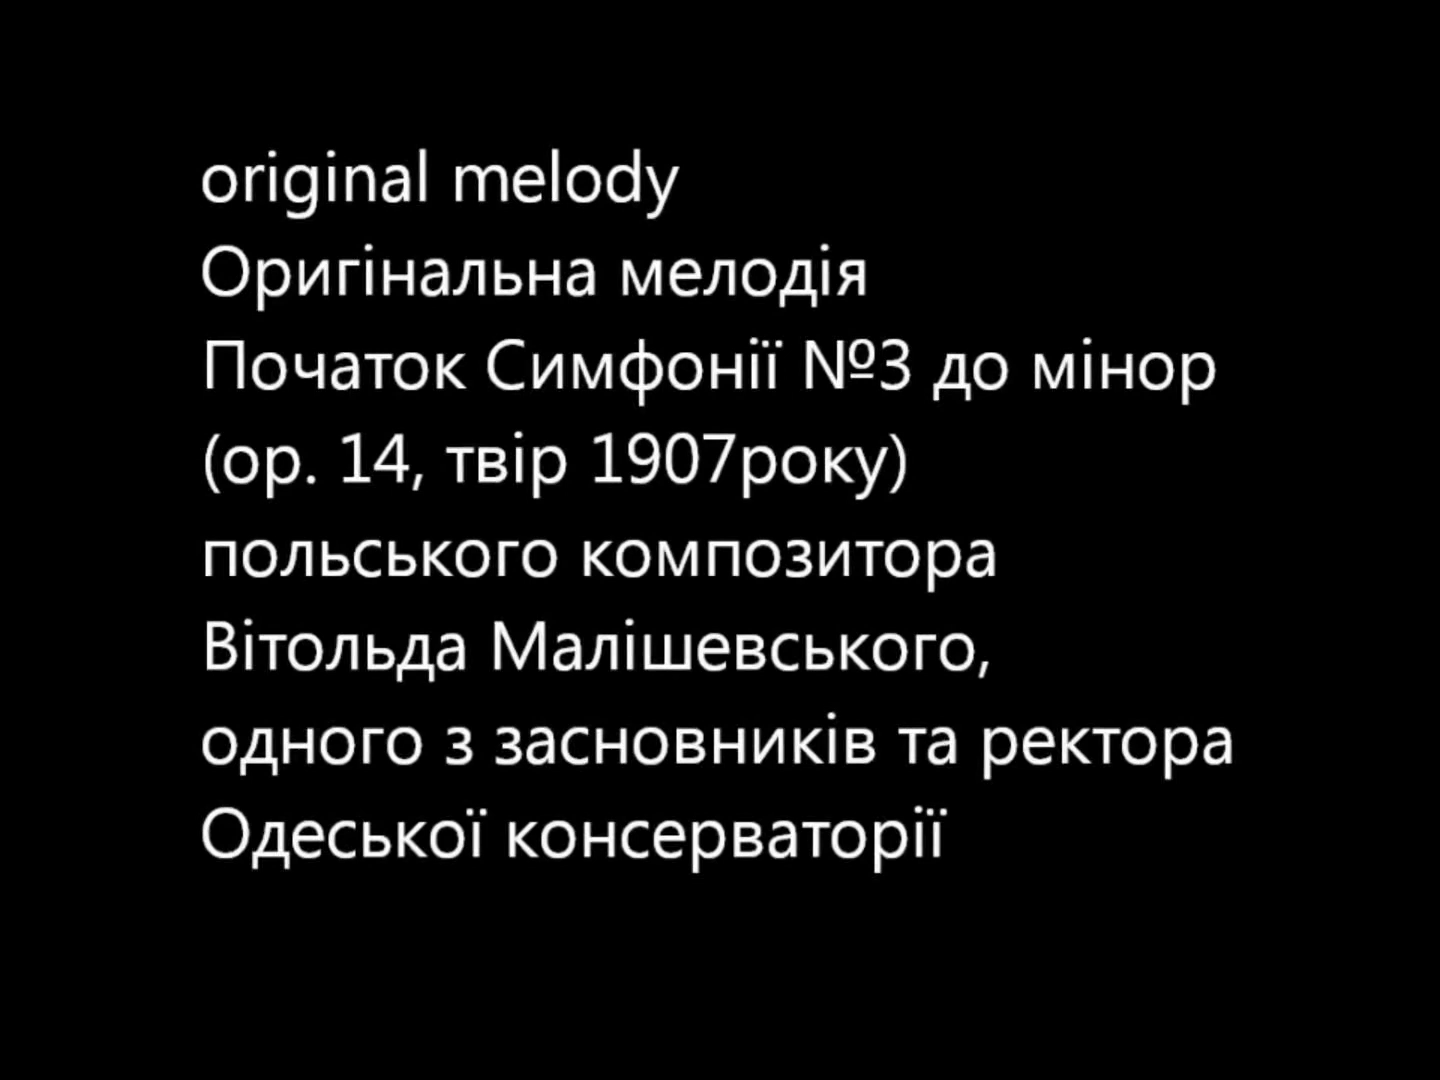 original melody
Оригінальна мелодія
Початок Симфонії №3 до мінор
(op. 14, твір 1907року)
польського композитора
Вітольда Малішевського,
одного з засновників та ректора
Одеської консерваторії